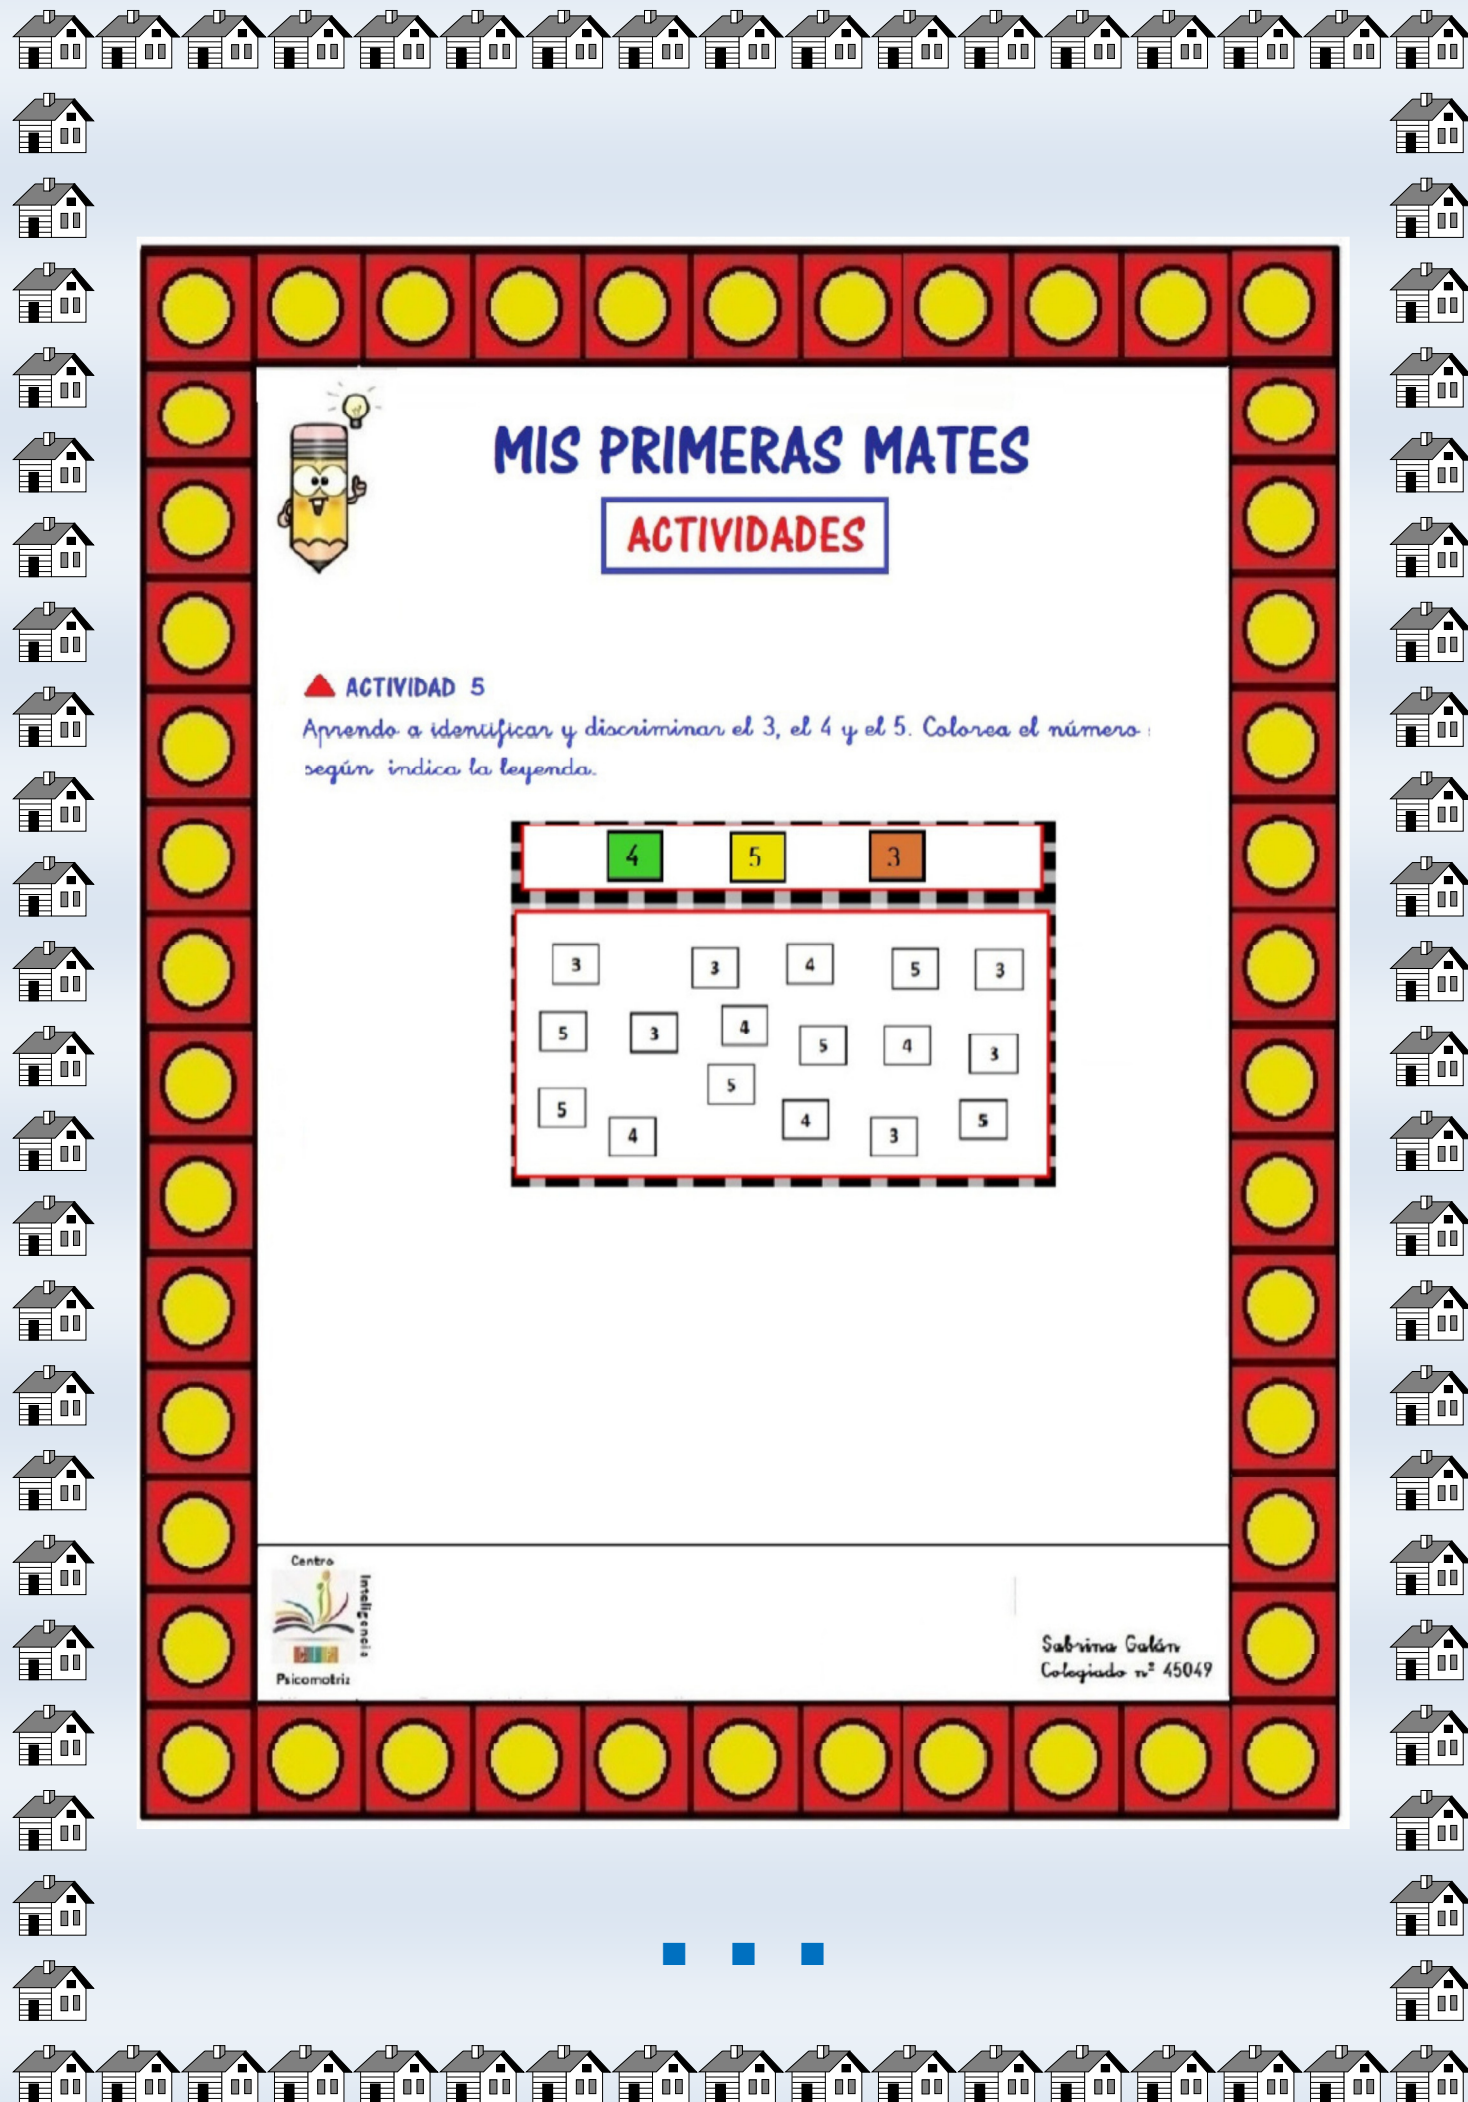 MIS PRIMERAS MATES
ACTIVIDADES
ACTIVIDAD 5
Aprendo a identificar y discriminar el 3, el 4 y el 5. Colorea el número
según indica la leyenda.
4 5 3
3 3 4 5 3
5 3 4 5 4 3
5
5 4 4 3 5
Centro
Inteligencia
Psicomotriz
Sabrina Galán
Colegiado nº 45049